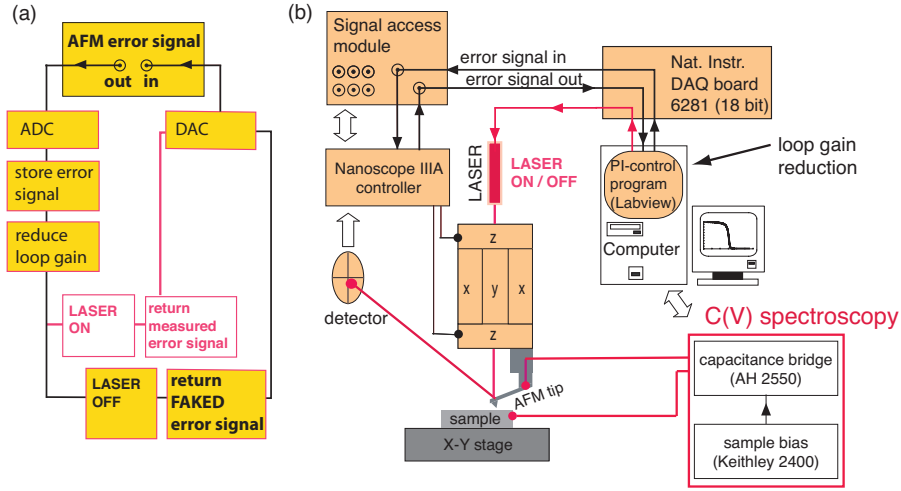 (a)
AFM error signal
out in
ADC
DAC
store error
signal
reduce
loop gain
LASER
ON
return
measured
error signal
LASER
OFF
return
FAKED
error signal
(b)
Signal access
module
error signal in
error signal out
Nat. Instr.
DAQ board
6281 (18 bit)
Nanoscope IIIA
controller
LASER
LASER
ON / OFF
PI-control
program
(Labview)
Computer
loop gain
reduction
detector
z
x
y
x
z
AFM tip
sample
X-Y stage
C(V) spectroscopy
capacitance bridge
(AH 2550)
sample bias
(Keithley 2400)